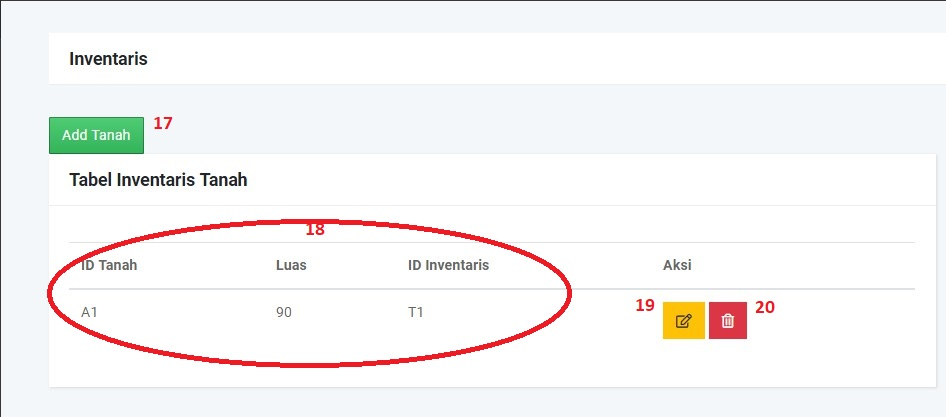 Inventaris
Add Tanah 17
Tabel Inventaris Tanah
18
ID Tanah Luas ID Inventaris Aksi
A1 90 T1 19 20